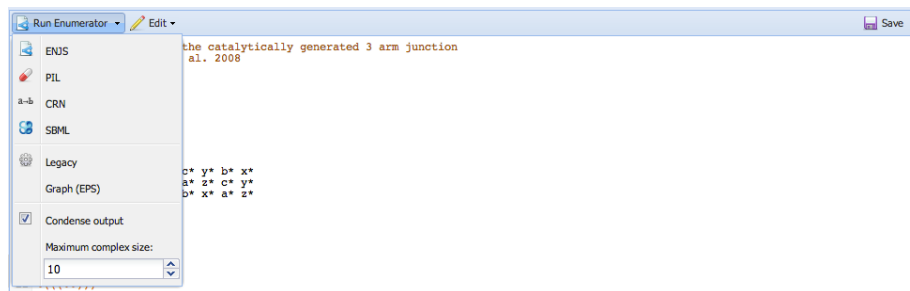 Run Enumerator Edit Save
the catalytically generated 3 arm junction
ENJS al. 2008
PIL
a→b CRN
SBML
Legacy c* y* b* x*
a* z* c* y*
Graph (EPS) b* x* a* z*
Condense output
Maximum complex size:
10